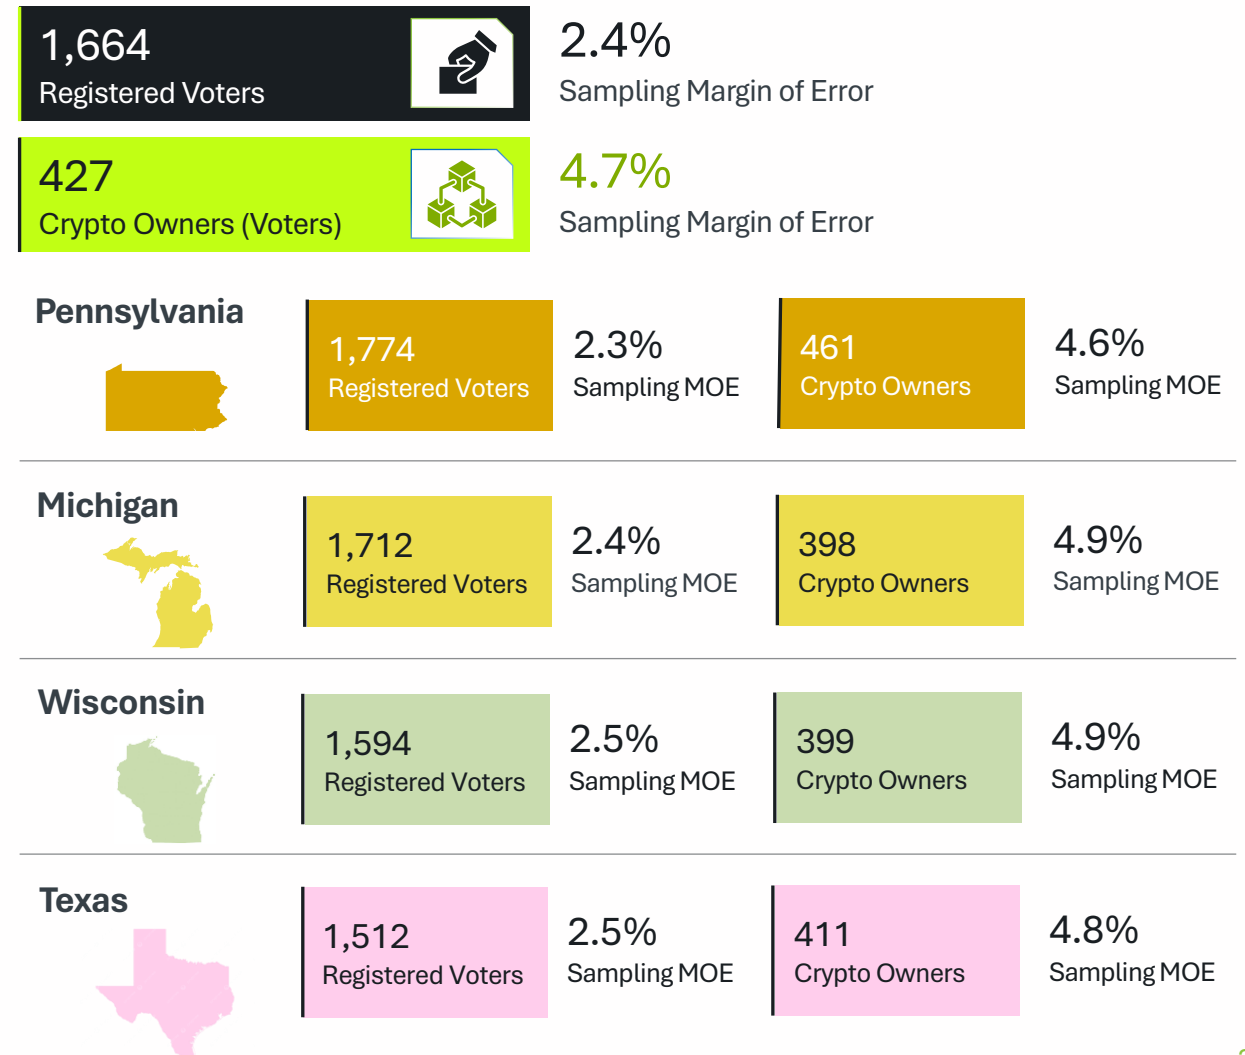 1,664
Registered Voters
2.4%
Sampling Margin of Error
427
Crypto Owners (Voters)
4.7%
Sampling Margin of Error
Pennsylvania
1,774
Registered Voters
2.3%
Sampling MOE
461
Crypto Owners
4.6%
Sampling MOE
Michigan
1,712
Registered Voters
2.4%
Sampling MOE
398
Crypto Owners
4.9%
Sampling MOE
Wisconsin
1,594
Registered Voters
2.5%
Sampling MOE
399
Crypto Owners
4.9%
Sampling MOE
Texas
1,512
Registered Voters
2.5%
Sampling MOE
411
Crypto Owners
4.8%
Sampling MOE